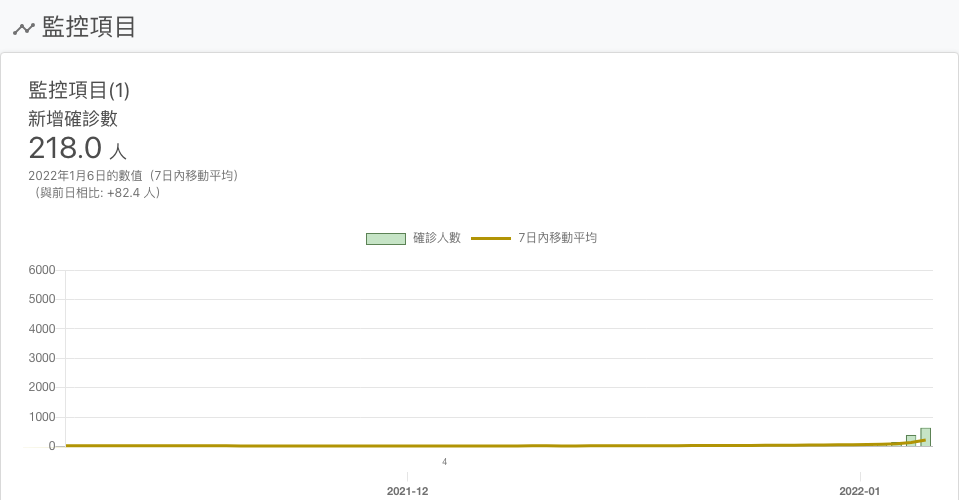 監控項目
監控項目(1)
新增確診數
218.0 人
2022年1月6日的數值（7日內移動平均）
（與前日相比: +82.4 人）
確診人數 7日內移動平均
6000
5000
4000
3000
2000
1000
0
4
2021-12 2022-01